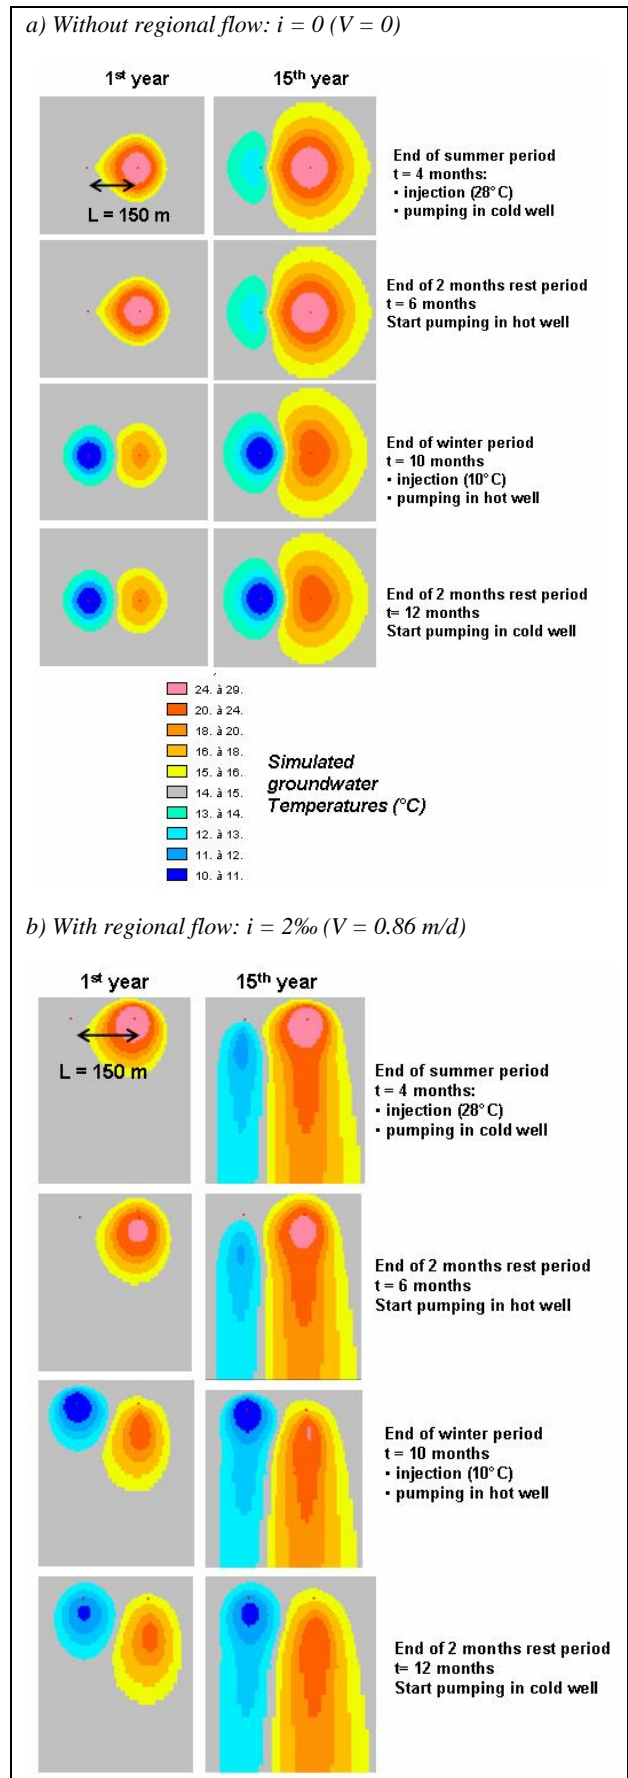 a) Without regional flow: i = 0 (V = 0)
1st year
15th year
L = 150 m
End of summer period
t = 4 months:
▪ injection (28°C)
▪ pumping in cold well
End of 2 months rest period
t = 6 months
Start pumping in hot well
End of winter period
t = 10 months
▪ injection (10°C)
▪ pumping in hot well
End of 2 months rest period
t= 12 months
Start pumping in cold well
24. à 29.
20. à 24.
18. à 20.
16. à 18.
15. à 16.
14. à 15.
13. à 14.
12. à 13.
11. à 12.
10. à 11.
Simulated
groundwater
Temperatures (°C)
b) With regional flow: i = 2‰ (V = 0.86 m/d)
1st year
15th year
L = 150 m
End of summer period
t = 4 months:
▪ injection (28°C)
▪ pumping in cold well
End of 2 months rest period
t = 6 months
Start pumping in hot well
End of winter period
t = 10 months
▪ injection (10°C)
▪ pumping in hot well
End of 2 months rest period
t= 12 months
Start pumping in cold well